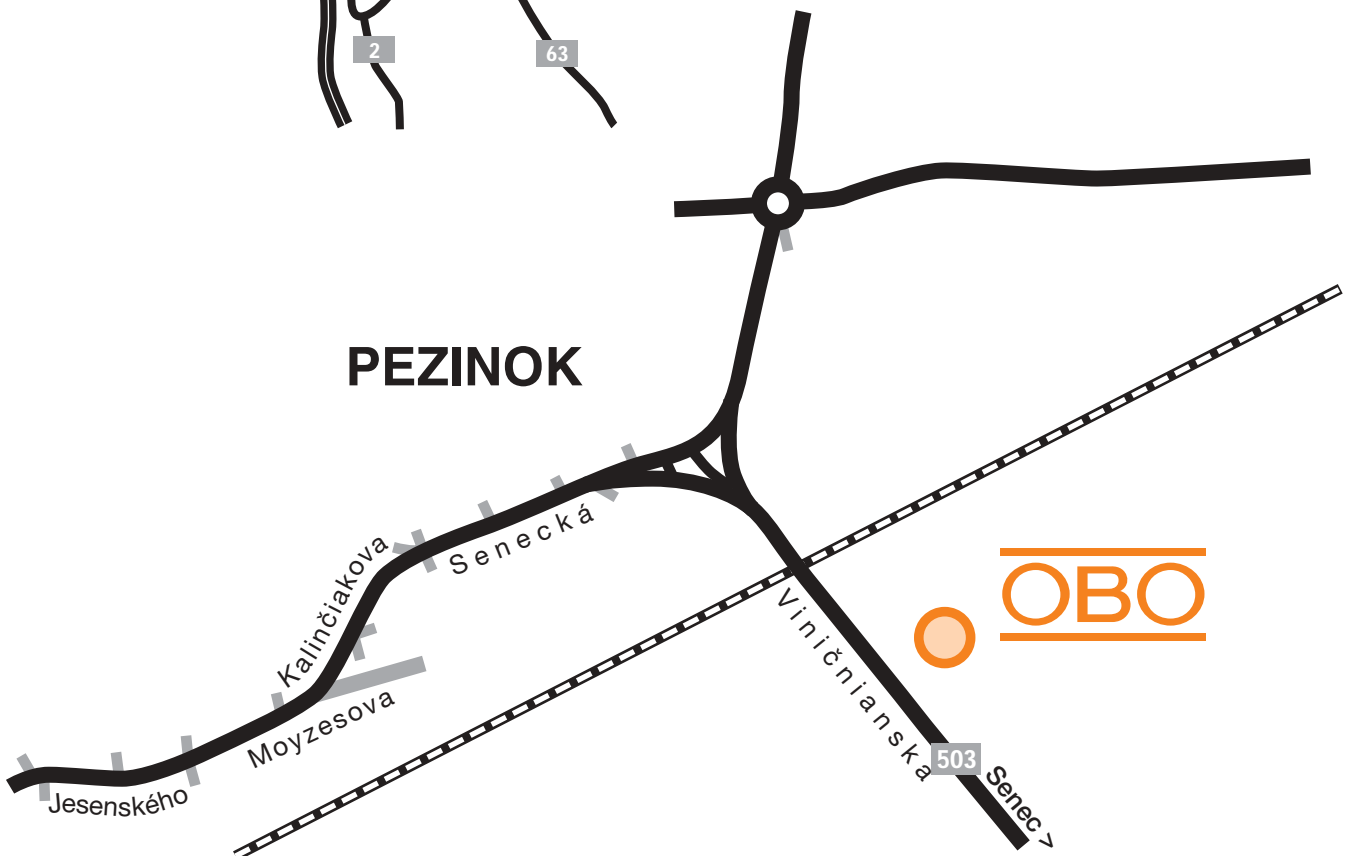 2
63
PEZINOK
Senecká
Kalinčiakova
OBO
Viničnianska
Moyzesova
503
Senec >
Jesenského